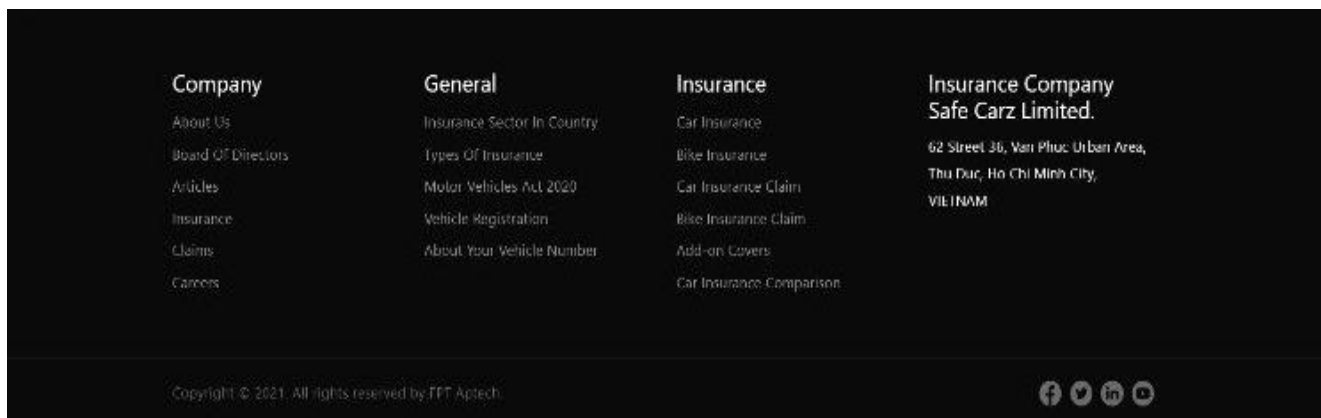 Company
About Us
Board Of Directors
Articles
Insurance
Claims
Careers
General
Insurance Sector In Country
Types Of Insurance
Motor Vehicles Act 2020
Vehicle Registration
About Your Vehicle Number
Insurance
Car Insurance
Bike Insurance
Car Insurance Claim
Bike Insurance Claim
Add-on Covers
Car Insurance Comparison
Insurance Company
Safe Carz Limited.
62 Street 36, Van Phuc Urban Area,
Thu Duc, Ho Chi Minh City,
VIETNAM
Copyright © 2021. All rights reserved by FPT Aptech.